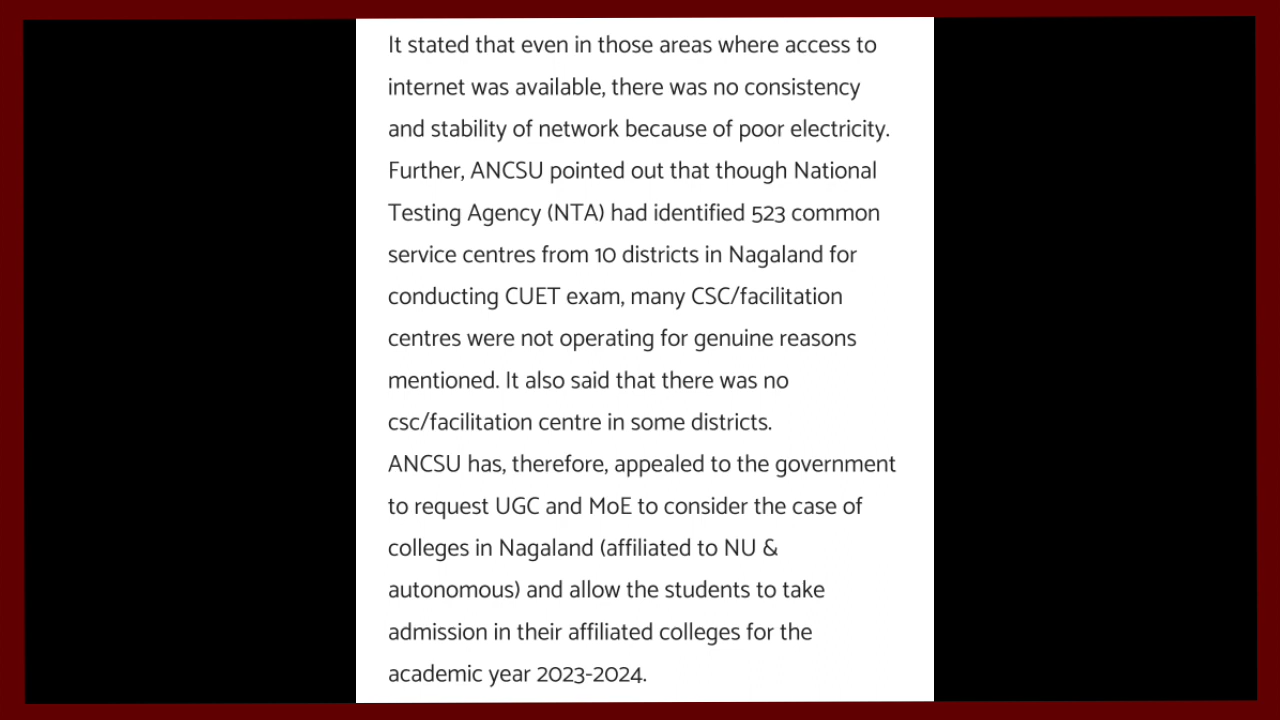 It stated that even in those areas where access to
internet was available, there was no consistency
and stability of network because of poor electricity.
Further, ANCSU pointed out that though National
Testing Agency (NTA) had identified 523 common
service centres from 10 districts in Nagaland for
conducting CUET exam, many CSC/facilitation
centres were not operating for genuine reasons
mentioned. It also said that there was no
csc/facilitation centre in some districts.
ANCSU has, therefore, appealed to the government
to request UGC and MoE to consider the case of
colleges in Nagaland (affiliated to NU &
autonomous) and allow the students to take
admission in their affiliated colleges for the
academic year 2023-2024.